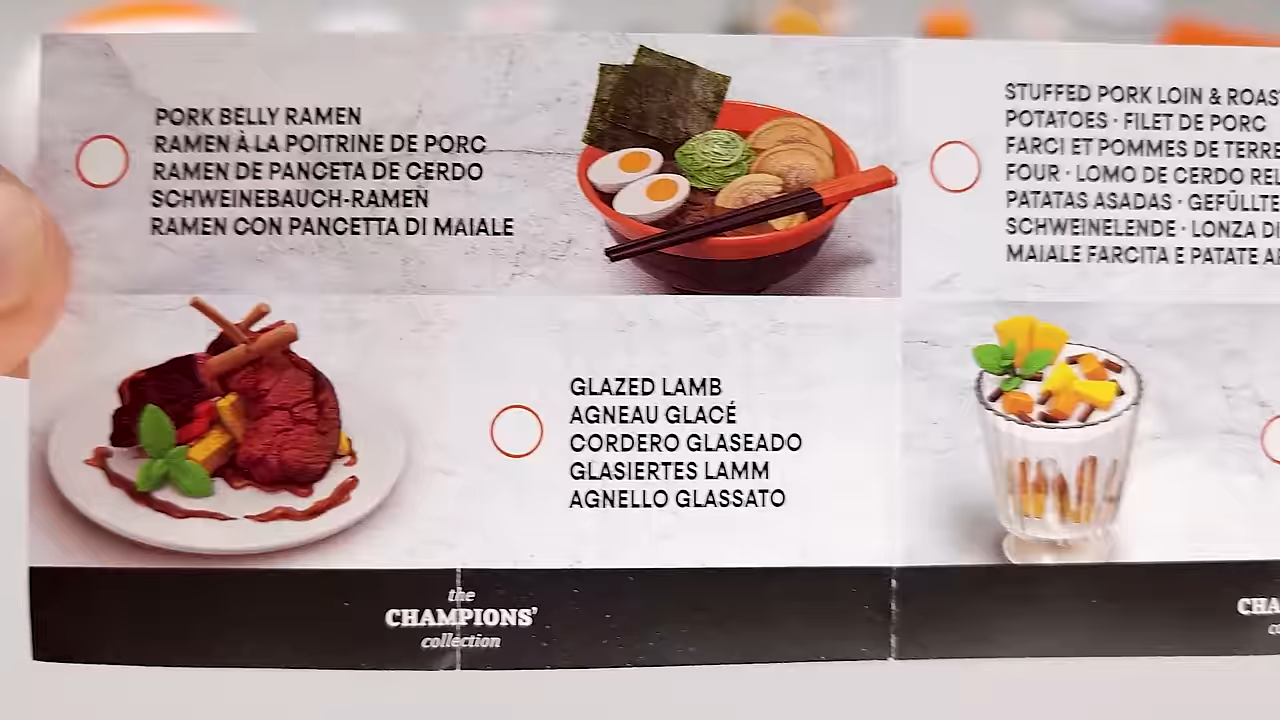 PORK BELLY RAMEN
RAMEN À LA POITRINE DE PORC
RAMEN DE PANCETA DE CERDO
SCHWEINEBAUCH-RAMEN
RAMEN CON PANCETTA DI MAIALE
STUFFED PORK LOIN &
POTATOES · FILET DE PORC
FARCI ET POMMES DE TERRE
FOUR · LOMO DE CERDO
PATATAS ASADAS ·
SCHWEINELENDE · LONZA DI
MAIALE FARCITA E PATATE
GLAZED LAMB
AGNEAU GLACÉ
CORDERO GLASEADO
GLASIERTES LAMM
AGNELLO GLASSATO
the
CHAMPIONS'
collection